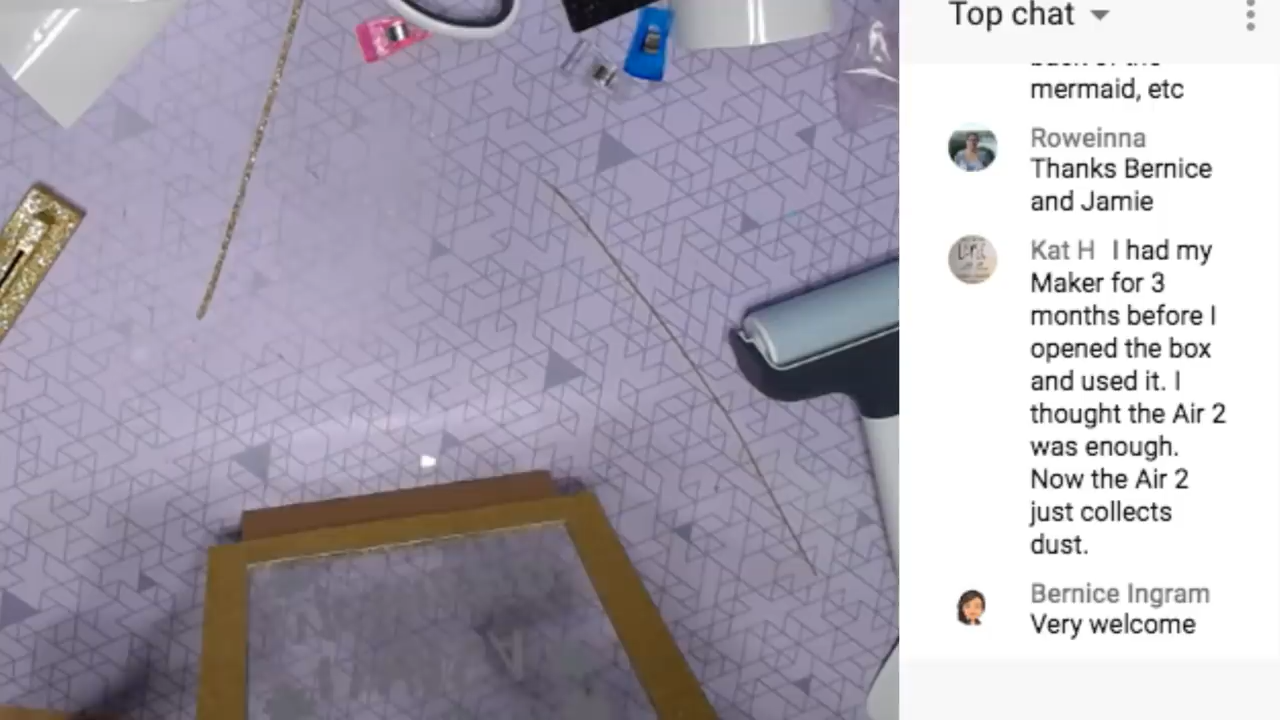 Top chat
mermaid, etc
Roweinna
Thanks Bernice
and Jamie
Kat H I had my
Maker for 3
months before I
opened the box
and used it. I
thought the Air 2
was enough.
Now the Air 2
just collects
dust.
Bernice Ingram
Very welcome